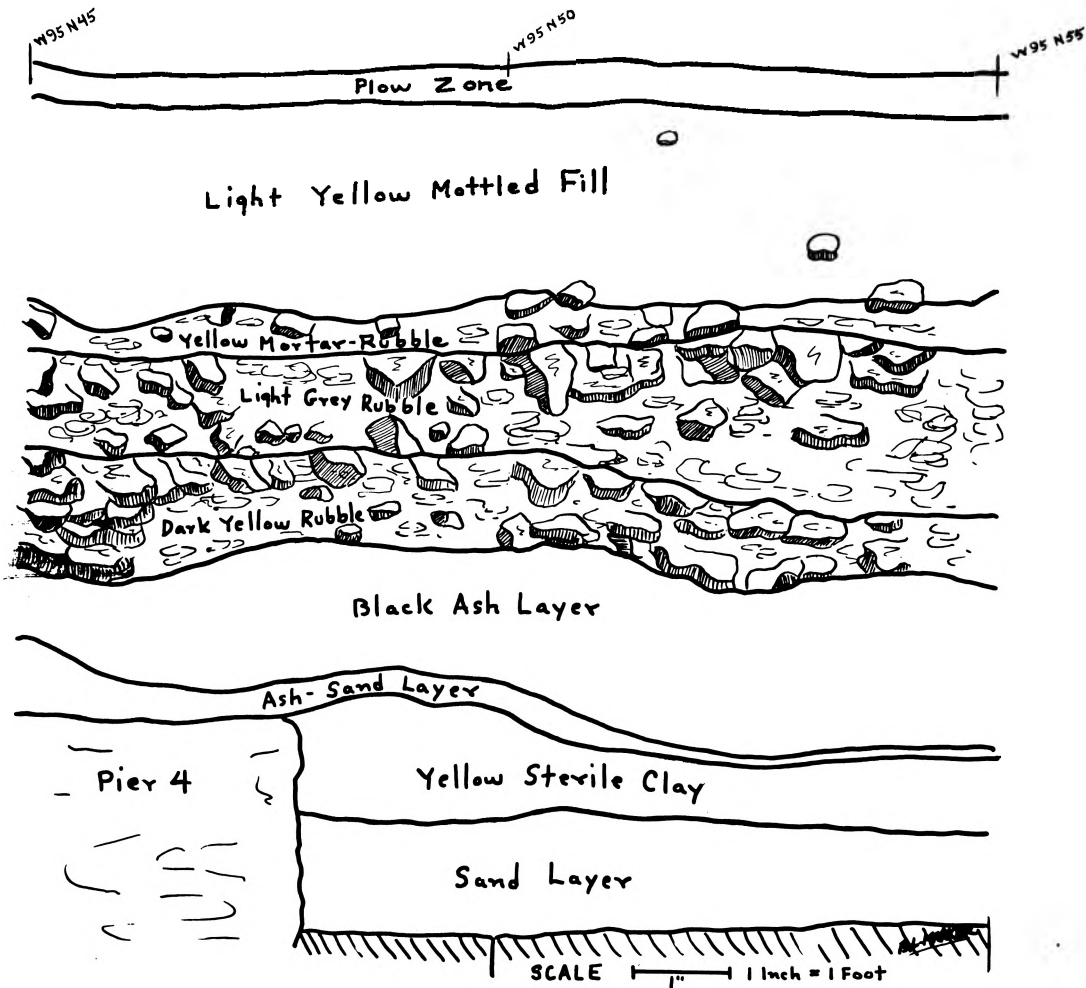 W95 N45
W95 N50
W95 N55
Plow Zone
Light Yellow Mottled Fill
Yellow Mortar-Rubble
Light Grey Rubble
Dark Yellow Rubble
Black Ash Layer
Ash-Sand Layer
Pier 4
Yellow Sterile Clay
Sand Layer
SCALE 1" 1 Inch = 1 Foot